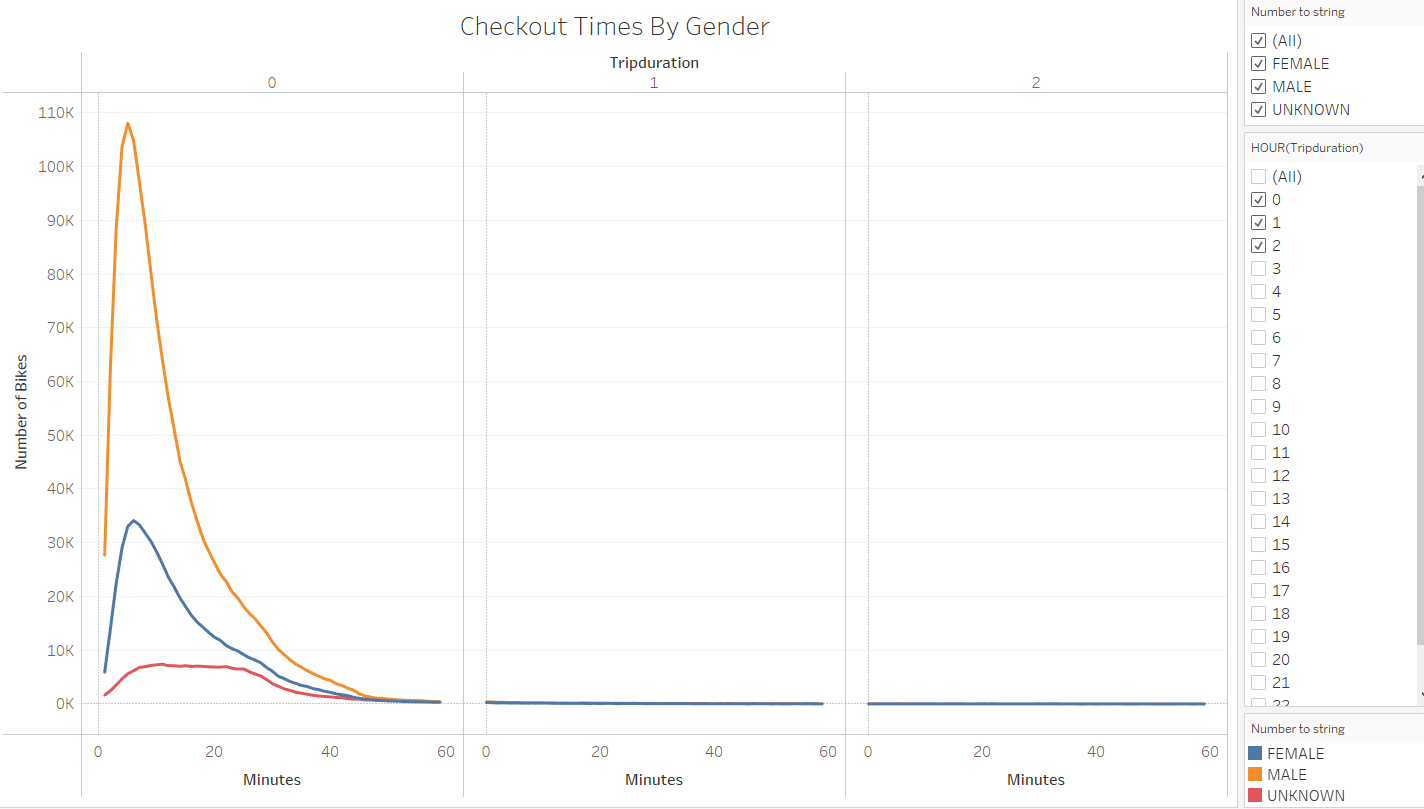 Checkout Times By Gender
Tripduration
0 1 2
110K
100K
90K
80K
70K
60K
50K
40K
30K
20K
10K
0K
Number of Bikes
0 20 40 60 0 20 40 60 0 20 40 60
Minutes Minutes Minutes
Number to string
(All)
FEMALE
MALE
UNKNOWN
HOUR(Tripduration)
(All)
0
1
2
3
4
5
6
7
8
9
10
11
12
13
14
15
16
17
18
19
20
21
22
Number to string
FEMALE
MALE
UNKNOWN